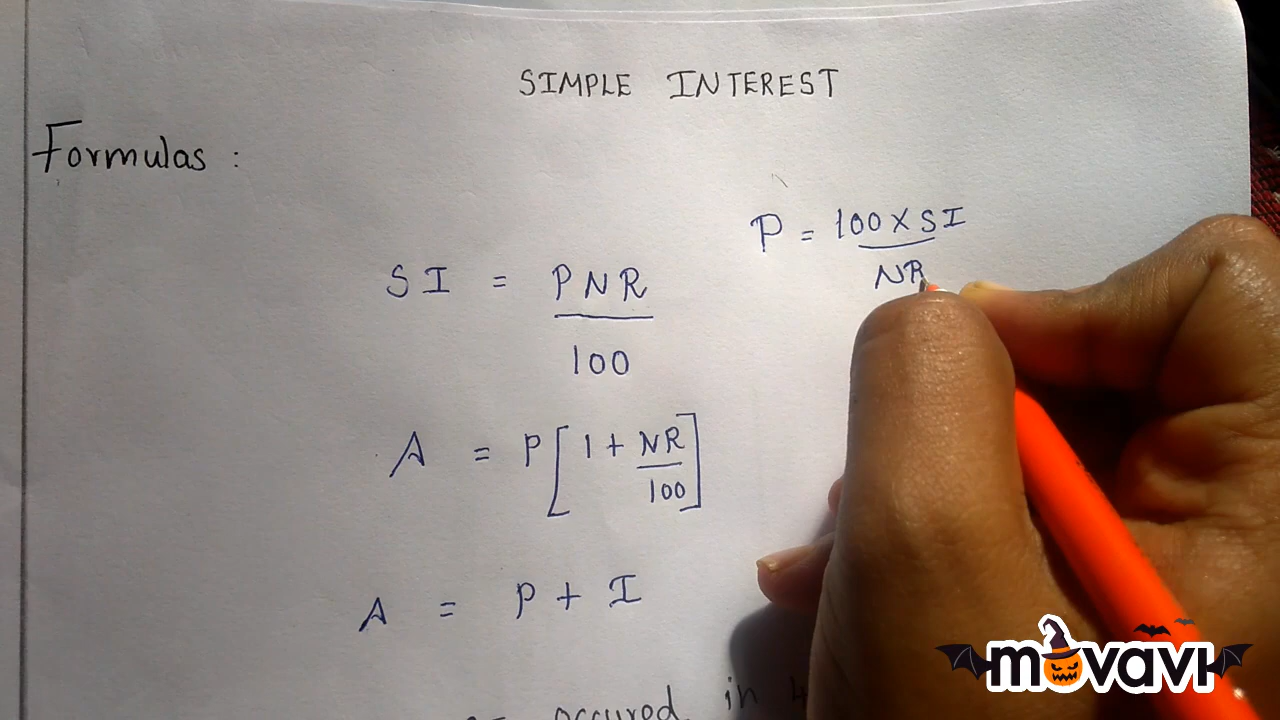 SIMPLE INTEREST
Formulas :
P = 100 X SI
NR
SI = PNR
100
A = P[1 + NR]
100
A = P + I
occured in
movavi